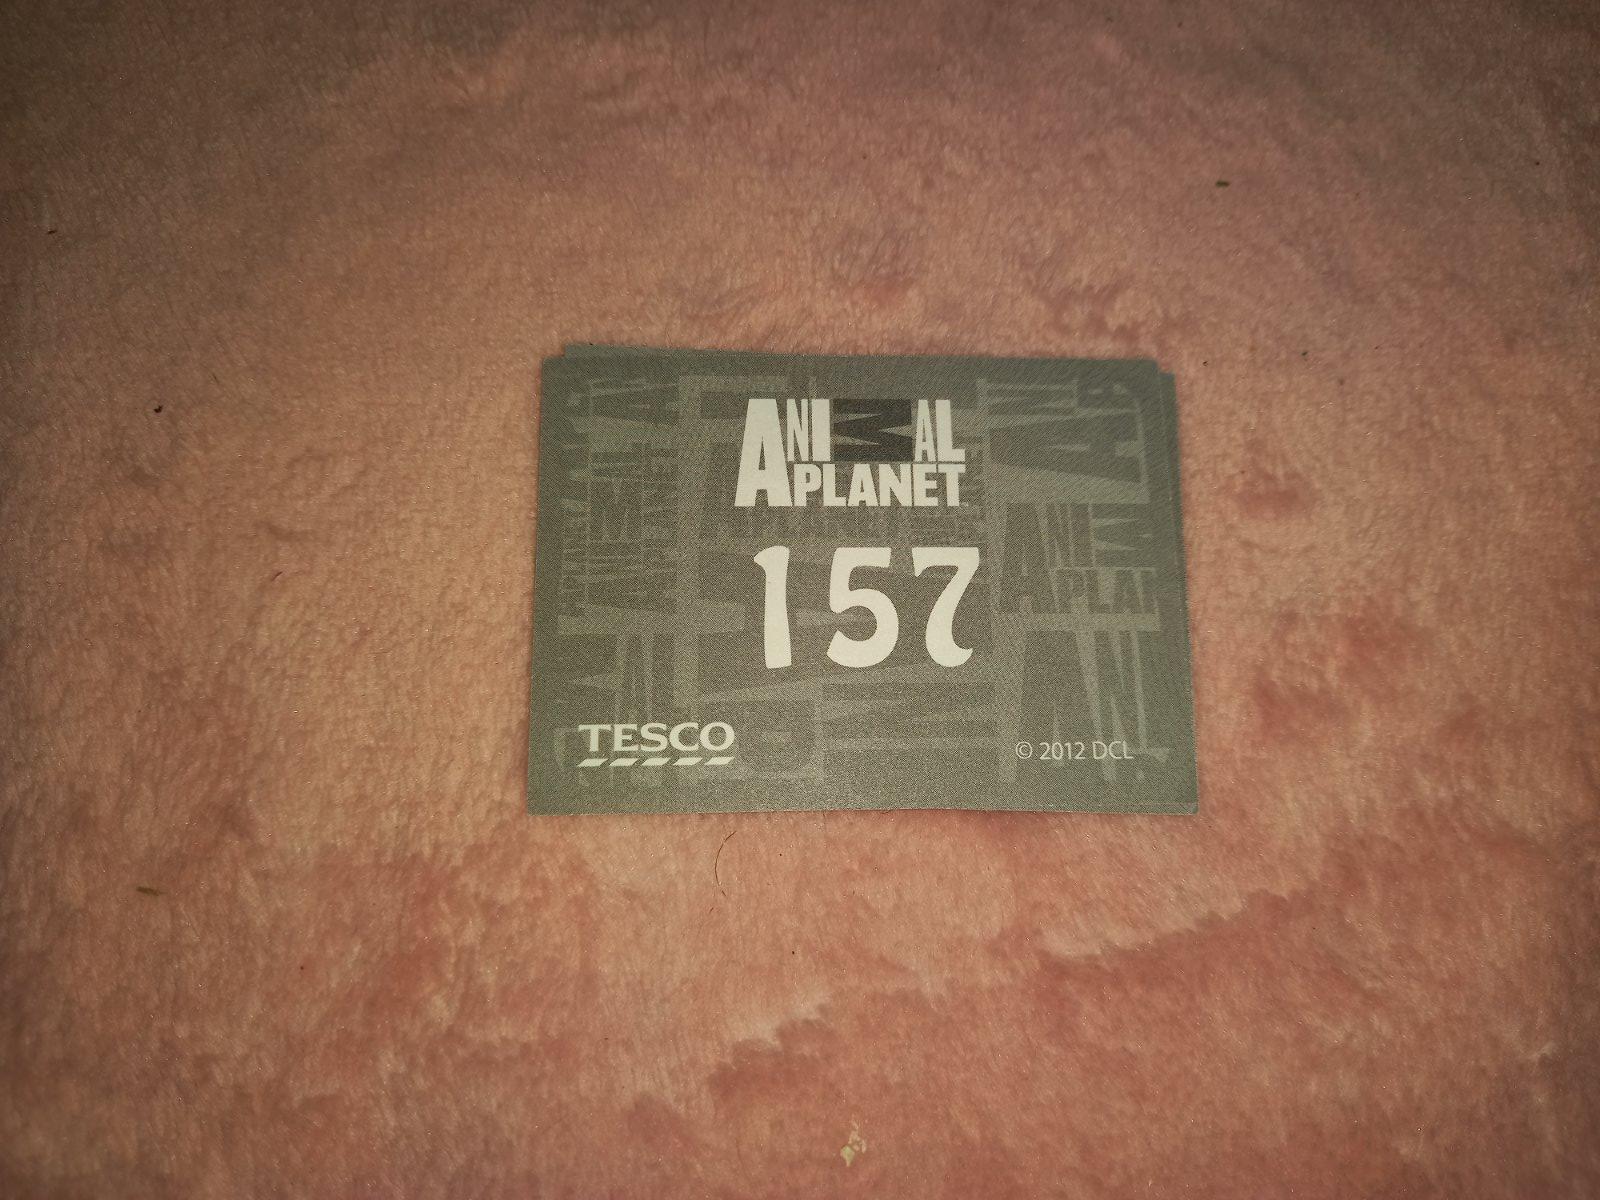 ANIMAL
PLANET
157
TESCO
© 2012 DCL